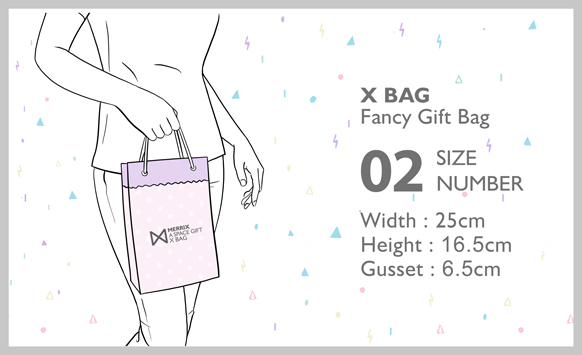 X BAG
Fancy Gift Bag
02 SIZE
NUMBER
Width : 25cm
Height : 16.5cm
Gusset : 6.5cm
MERRIX
A SPACE GIFT
X BAG